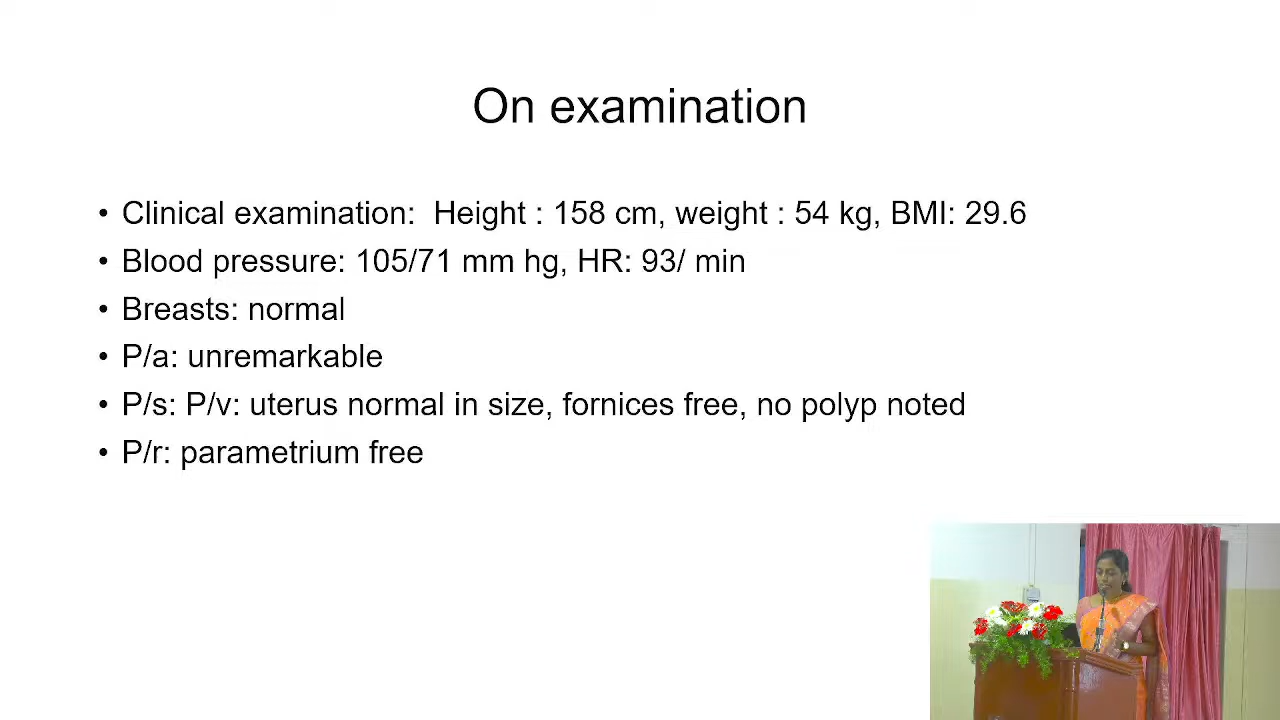 On examination
• Clinical examination:  Height : 158 cm, weight : 54 kg, BMI: 29.6
• Blood pressure: 105/71 mm hg, HR: 93/ min
• Breasts: normal
• P/a: unremarkable
• P/s: P/v: uterus normal in size, fornices free, no polyp noted
• P/r: parametrium free